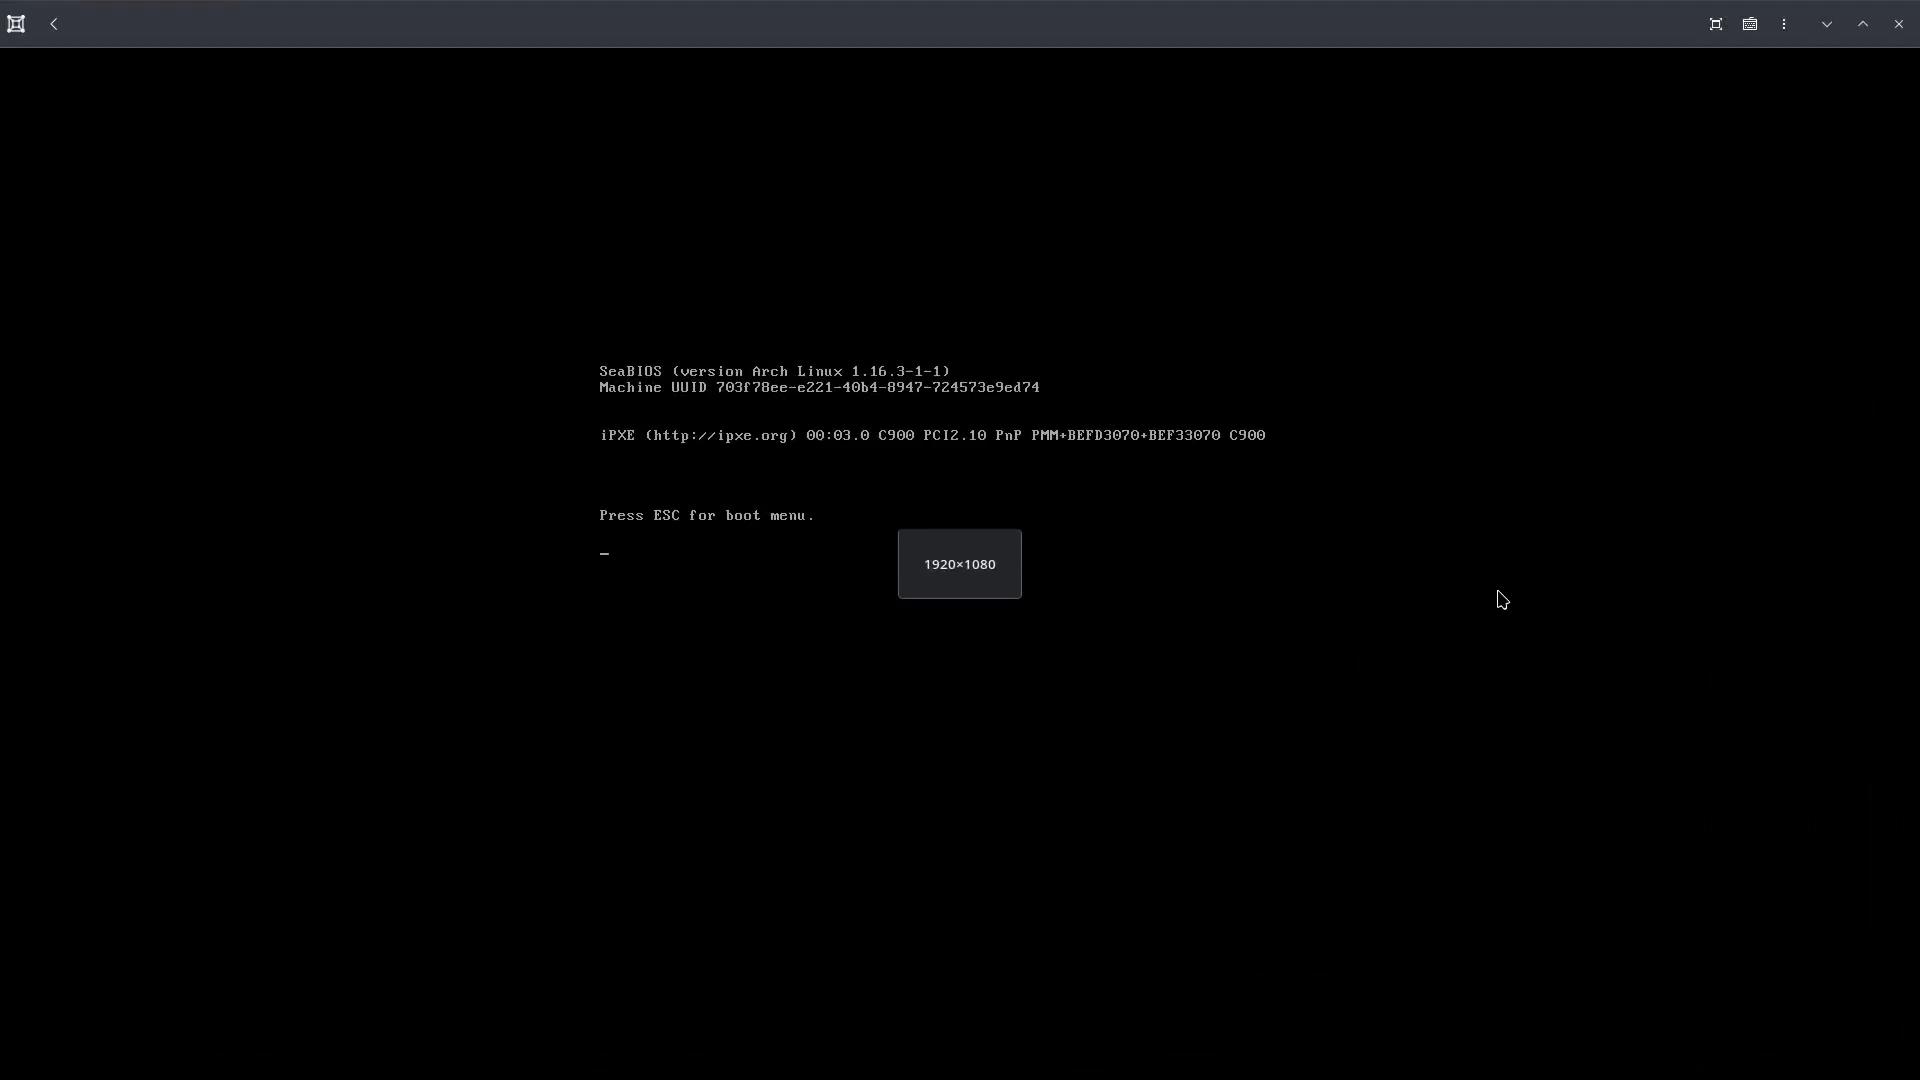 SeaBIOS (version Arch Linux 1.16.3-1-1)
Machine UUID 703f78ee-e221-40b4-8947-724573e9ed74
iPXE (http://ipxe.org) 00:03.0 C900 PCI2.10 PnP PMM+BEFD3070+BEF33070 C900
Press ESC for boot menu.
1920×1080